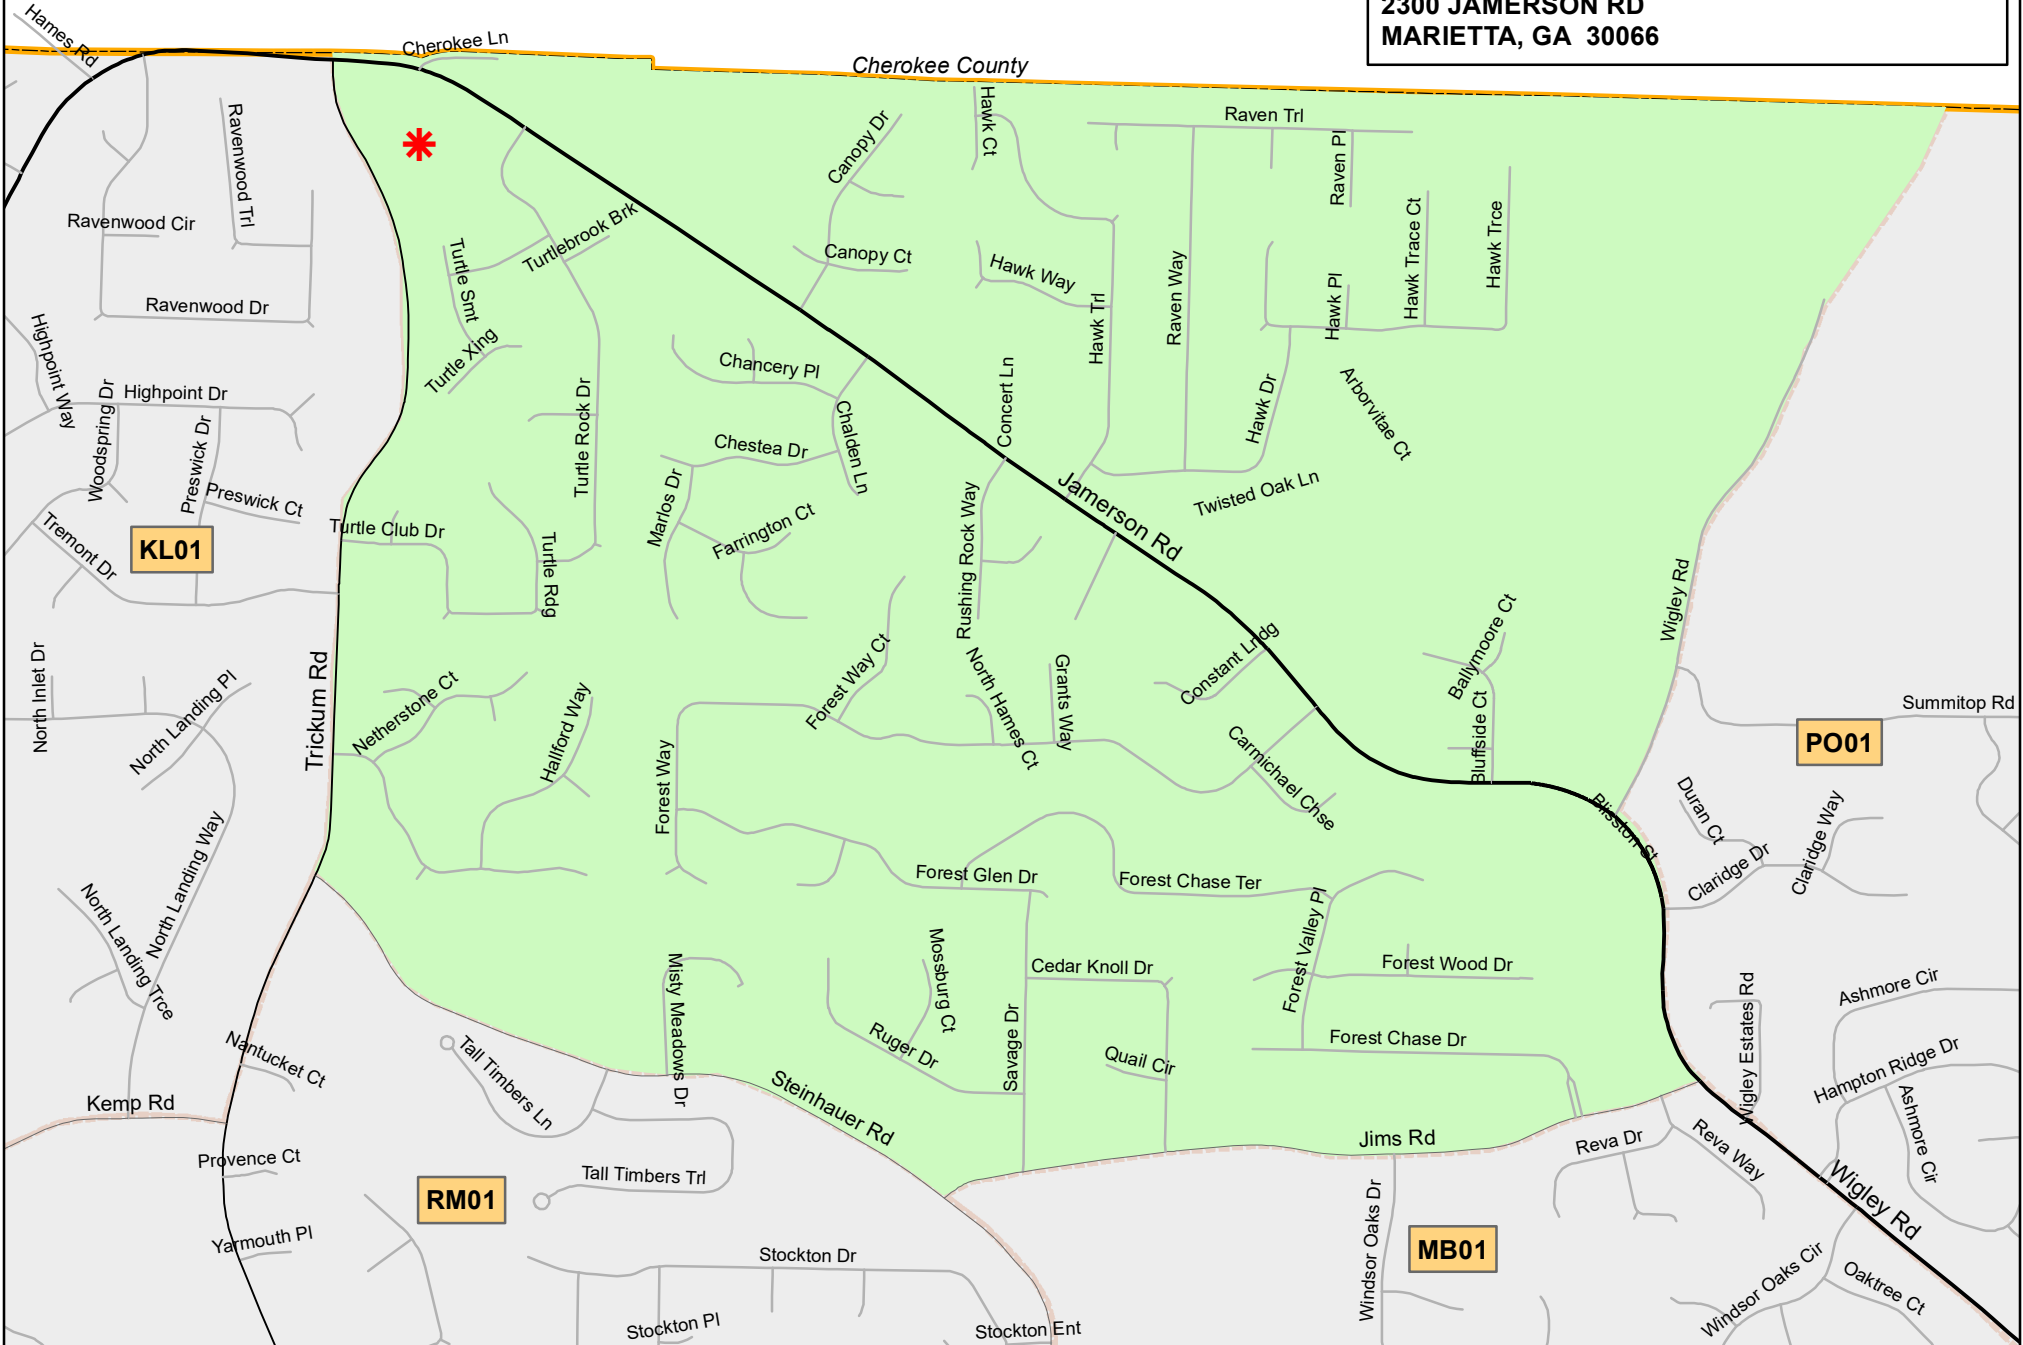 2300 JAMERSON RD
MARIETTA, GA 30066
Hames Rd
Cherokee Ln
Cherokee County
Ravenwood Trl
Ravenwood Cir
Ravenwood Dr
Canopy Dr
Hawk Ct
Raven Trl
Raven Pl
Turtlebrook Brk
Turtle Smt
Turtle Xing
Canopy Ct
Hawk Way
Hawk Trl
Raven Way
Hawk Pl
Hawk Trace Ct
Hawk Trce
Highpoint Way
Highpoint Dr
Woodspring Dr
Preswick Dr
Preswick Ct
Tremont Dr
KL01
Turtle Club Dr
Turtle Rock Dr
Turtle Rdg
Chancery Pl
Chalden Ln
Chestea Dr
Marlos Dr
Farrington Ct
Concert Ln
Hawk Dr
Arborvitae Ct
Twisted Oak Ln
Jamerson Rd
Rushing Rock Way
Wigley Rd
North Inlet Dr
North Landing Pl
Trickum Rd
Netherstone Ct
Hallford Way
Forest Way
Forest Way Ct
North Hames Ct
Grants Way
Constant Lndg
Carmichael Chse
Ballymoore Ct
Bluffside Ct
Blisston St
Summitop Rd
PO01
Duran Ct
Claridge Dr
Claridge Way
North Landing Way
North Landing Trce
Forest Glen Dr
Forest Chase Ter
Forest Valley Pl
Forest Wood Dr
Forest Chase Dr
Misty Meadows Dr
Mossburg Ct
Ruger Dr
Savage Dr
Cedar Knoll Dr
Quail Cir
Wigley Estates Rd
Ashmore Cir
Hampton Ridge Dr
Ashmore Cir
Nantucket Ct
Kemp Rd
Provence Ct
Yarmouth Pl
Tall Timbers Ln
Tall Timbers Trl
RM01
Steinhauer Rd
Jims Rd
Reva Dr
Reva Way
Wigley Rd
Windsor Oaks Dr
MB01
Windsor Oaks Cir
Oaktree Ct
Stockton Dr
Stockton Pl
Stockton Ent